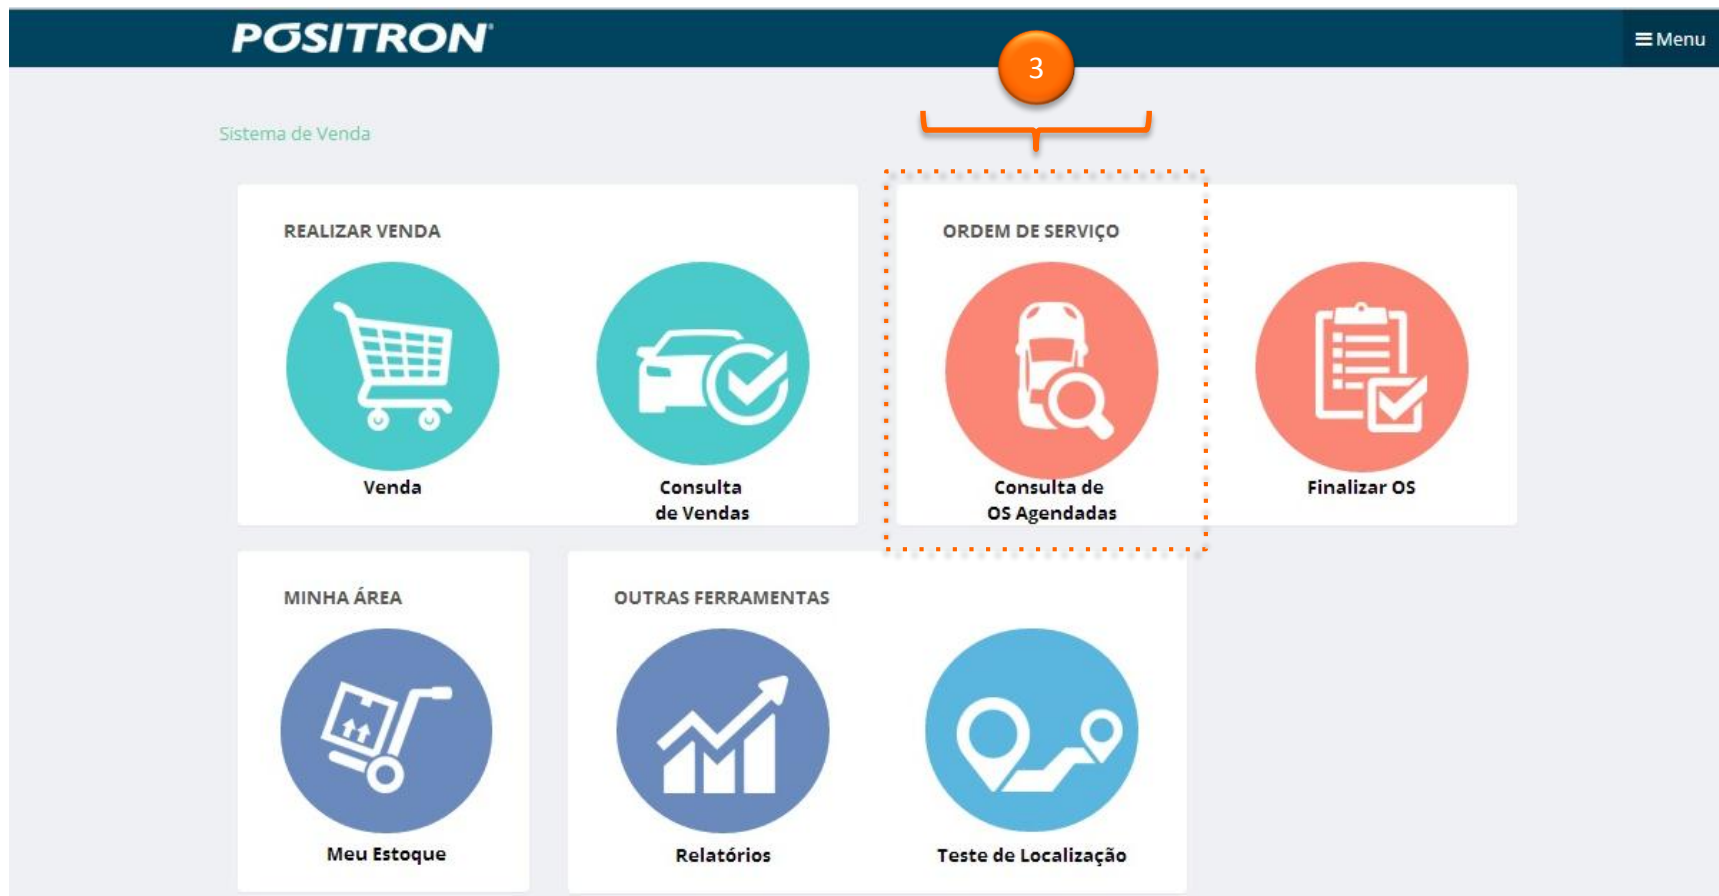 PÓSITRON
Menu
3
Sistema de Venda
REALIZAR VENDA
Venda
Consulta
de Vendas
ORDEM DE SERVIÇO
Consulta de
OS Agendadas
Finalizar OS
MINHA ÁREA
Meu Estoque
OUTRAS FERRAMENTAS
Relatórios
Teste de Localização